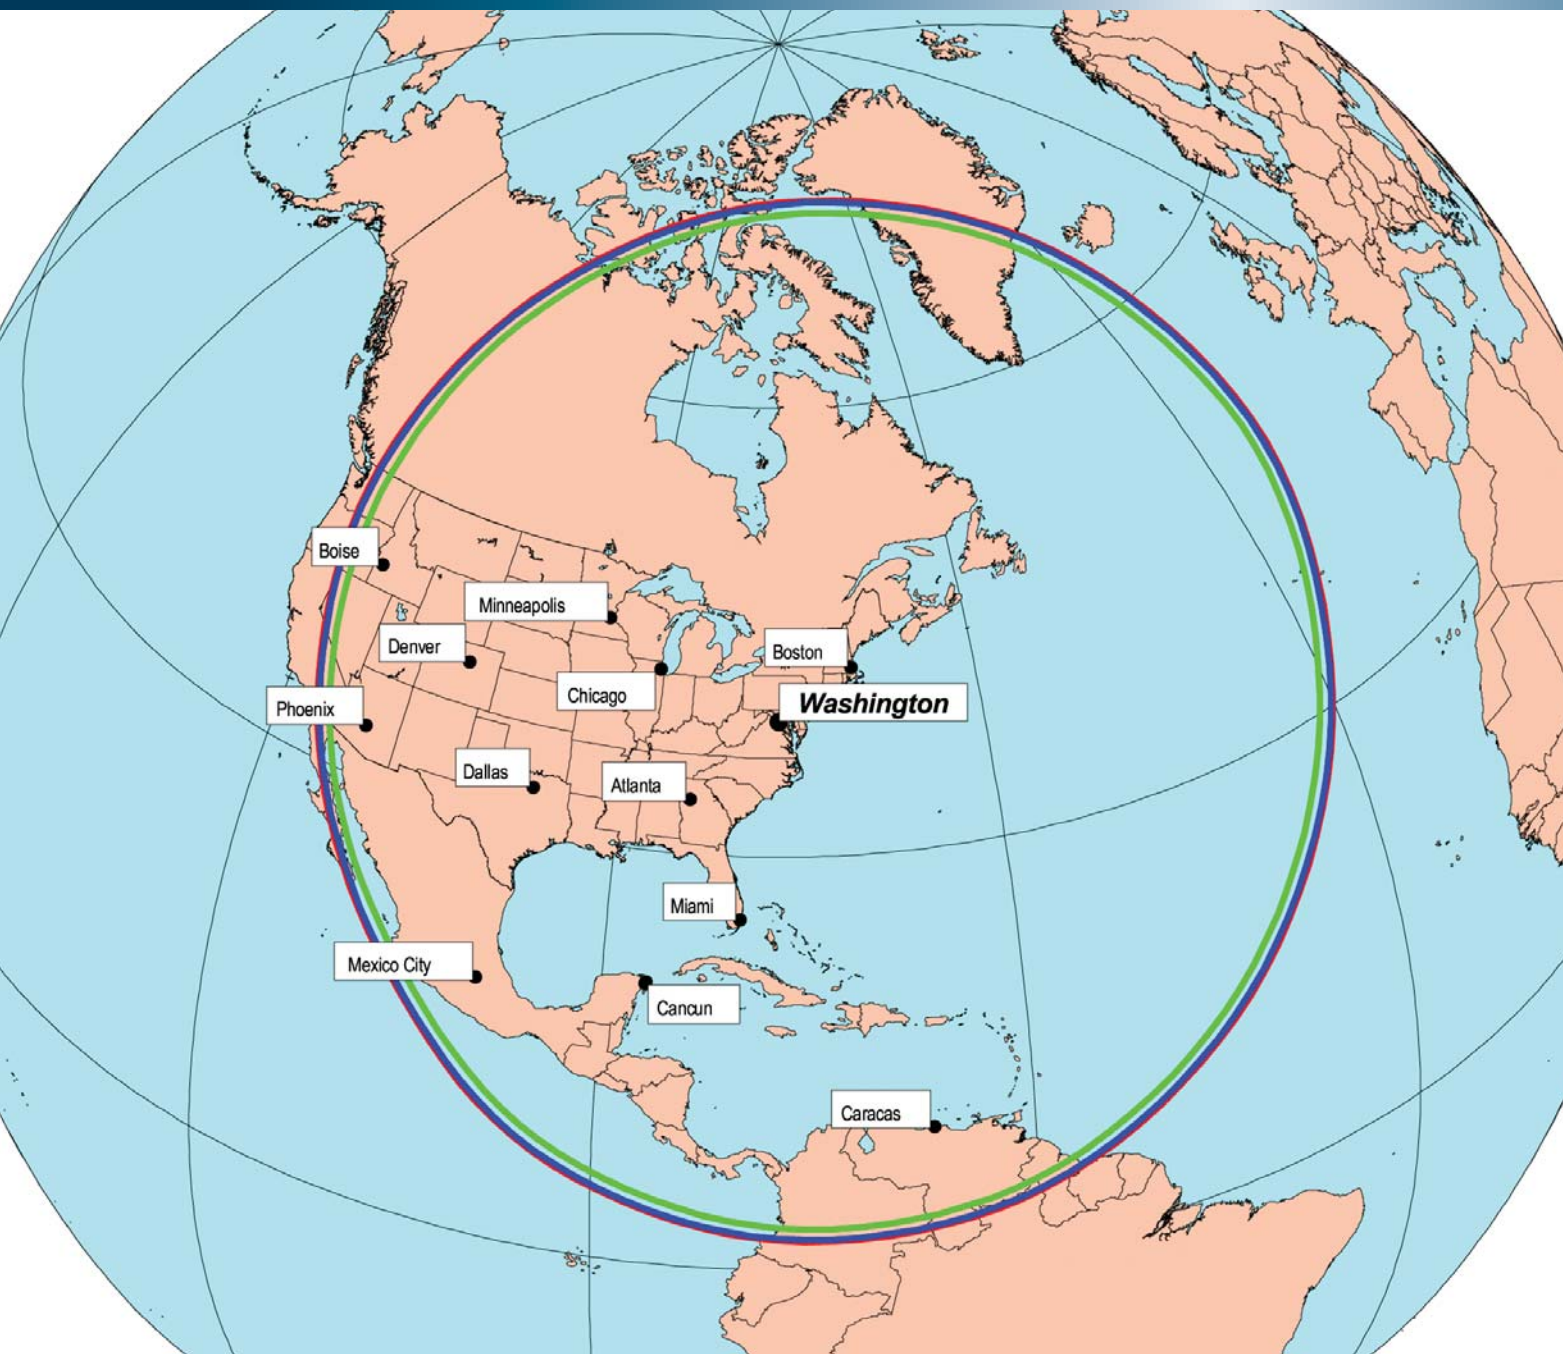 Boise
Minneapolis
Denver
Boston
Chicago
Washington
Phoenix
Dallas
Atlanta
Miami
Mexico City
Cancun
Caracas